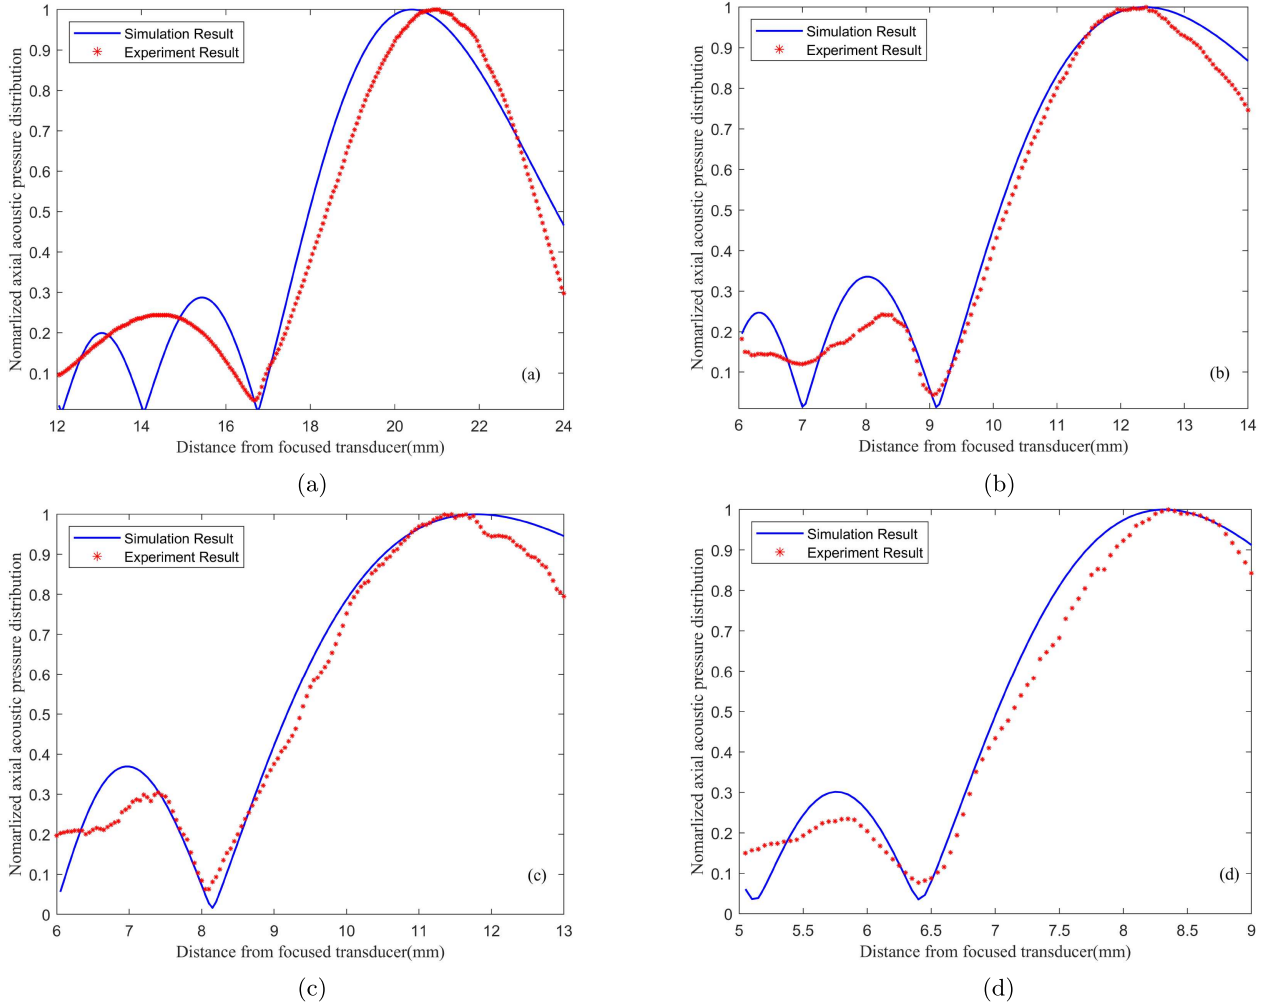 Nomarlized axial acoustic pressure distribution
1
0.9
0.8
0.7
0.6
0.5
0.4
0.3
0.2
0.1
Simulation Result
Experiment Result
(a)
12 14 16 18 20 22 24
Distance from focused transducer(mm)
(a)
Nomarlized axial acoustic pressure distribution
1
0.9
0.8
0.7
0.6
0.5
0.4
0.3
0.2
0.1
Simulation Result
Experiment Result
(b)
6 7 8 9 10 11 12 13 14
Distance from focused transducer(mm)
(b)
Nomarlized axial acoustic pressure distribution
1
0.9
0.8
0.7
0.6
0.5
0.4
0.3
0.2
0.1
0
Simulation Result
Experiment Result
(c)
6 7 8 9 10 11 12 13
Distance from focused transducer(mm)
(c)
Nomarlized axial acoustic pressure distribution
1
0.9
0.8
0.7
0.6
0.5
0.4
0.3
0.2
0.1
0
Simulation Result
Experiment Result
(d)
5 5.5 6 6.5 7 7.5 8 8.5 9
Distance from focused transducer(mm)
(d)